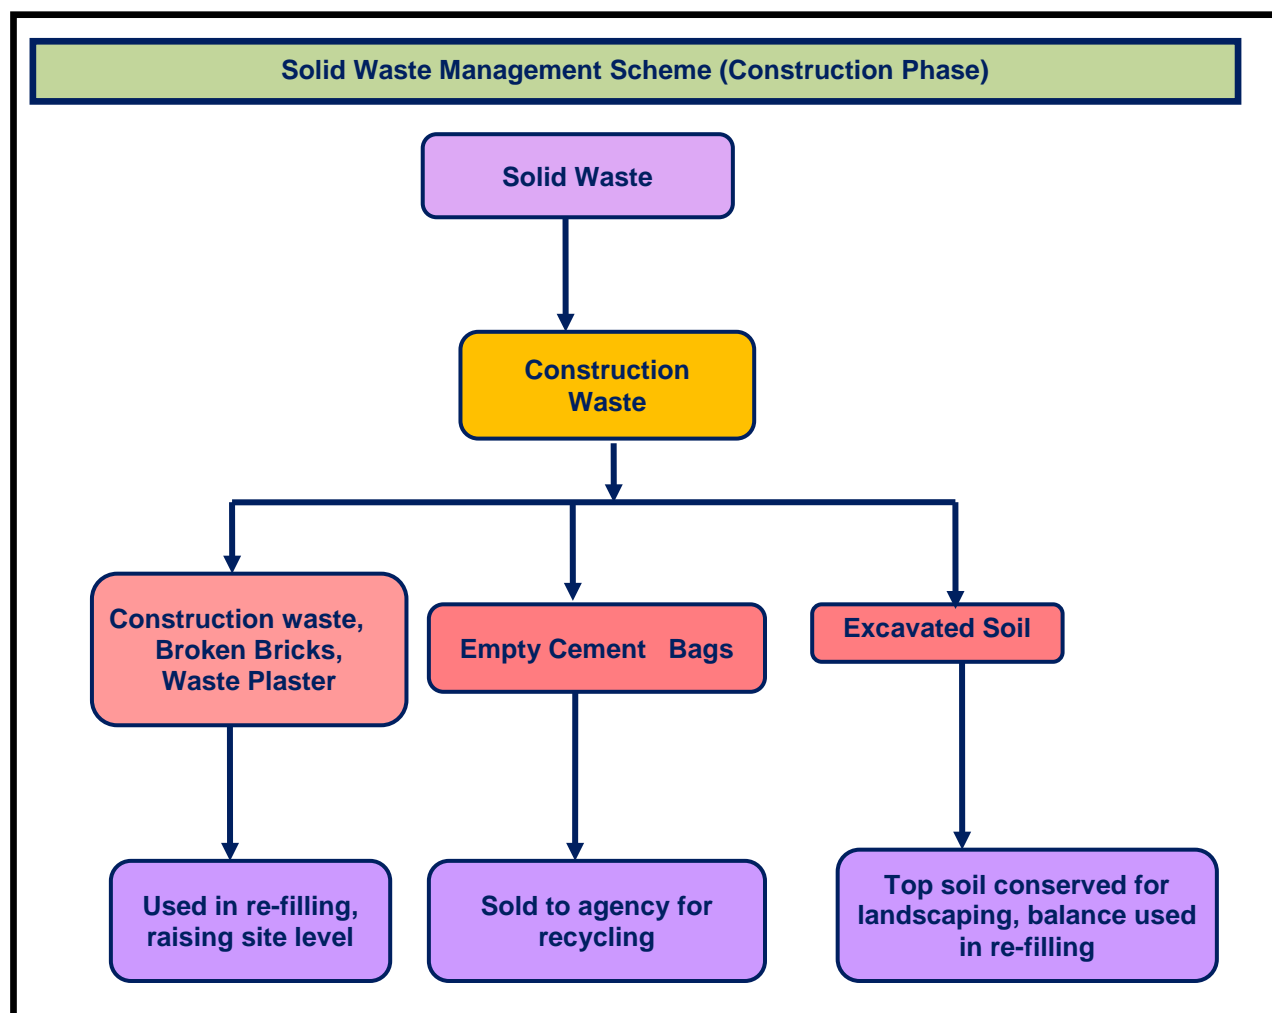 Solid Waste Management Scheme (Construction Phase)
Solid Waste
Construction
Waste
Construction waste,
Broken Bricks,
Waste Plaster
Empty Cement Bags
Excavated Soil
Used in re-filling,
raising site level
Sold to agency for
recycling
Top soil conserved for
landscaping, balance used
in re-filling